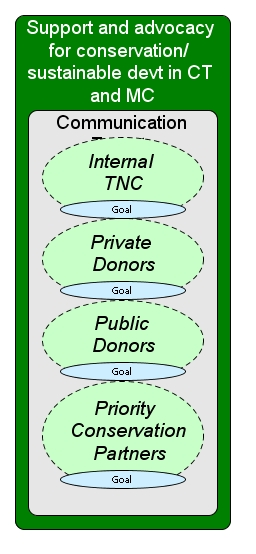 Support and advocacy
for conservation/
sustainable devt in CT
and MC
Communication
Internal
TNC
Goal
Private
Donors
Goal
Public
Donors
Goal
Priority
Conservation
Partners
Goal